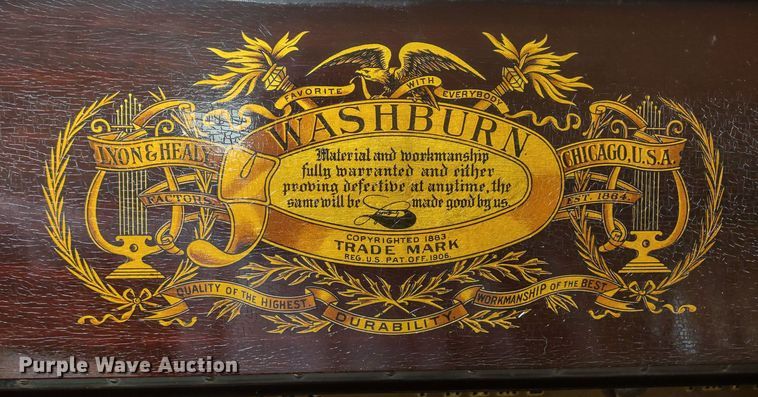 FAVORITE WITH EVERYBODY
WASHBURN
LYON & HEALY
CHICAGO, U.S.A.
FACTORS
EST. 1864.
Material and workmanship
fully warranted and either
proving defective at anytime, the
same will be made good by us
COPYRIGHTED 1883
TRADE MARK
REG. U.S. PAT. OFF. 1906.
QUALITY OF THE HIGHEST.
DURABILITY
WORKMANSHIP OF THE BEST
Purple Wave Auction